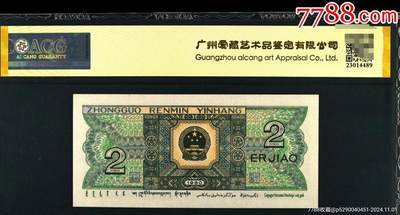 7788.com
ACG
AI CANG GUARANTY
广州爱藏艺术品鉴定有限公司
Guangzhou aicang art Appraisal Co., Ltd.
23014489
ZHONGGUO RENMIN YINHANG
2
2
ERJIAO
1980
7788收藏@p5290040451-2024.11.01